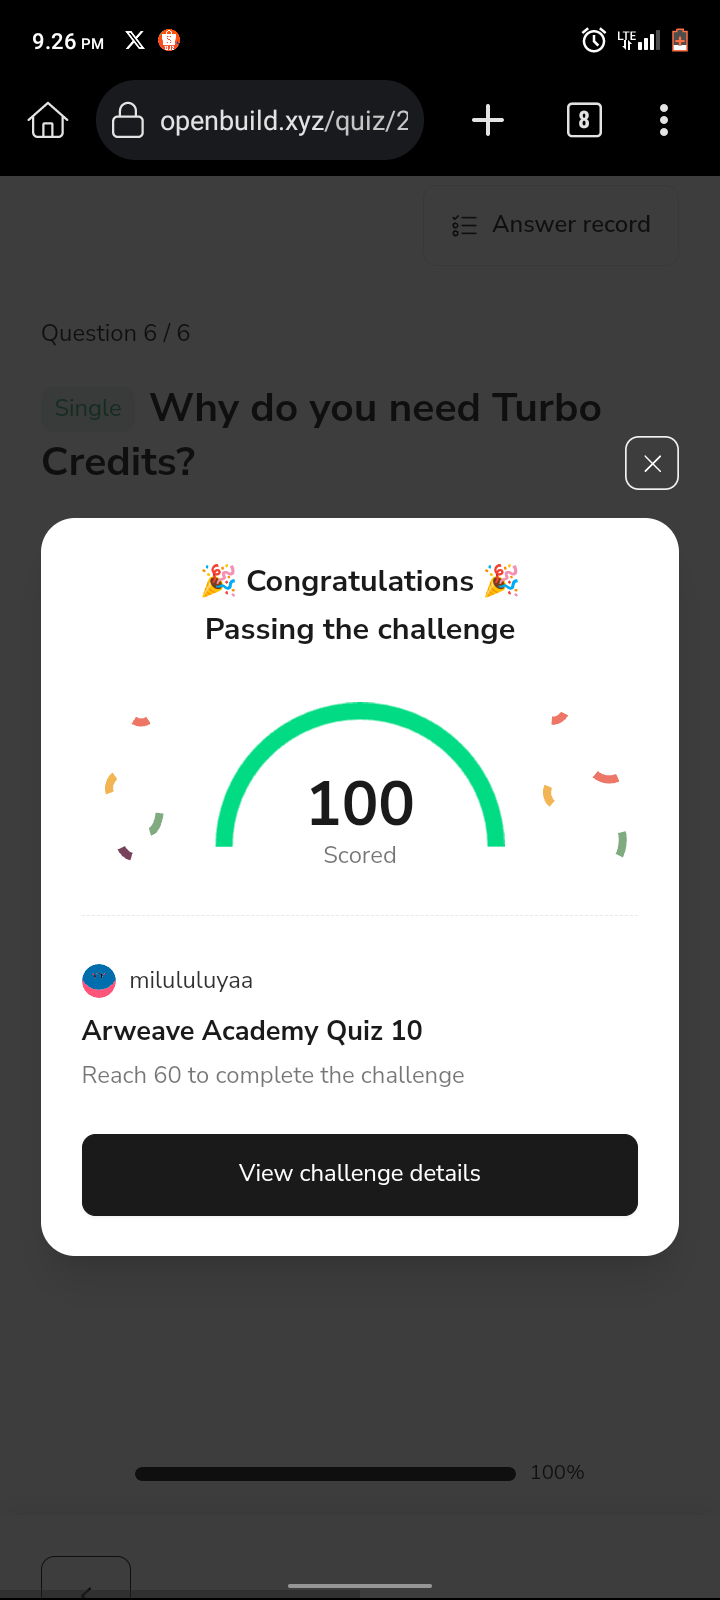 9.26 PM
LTE
openbuild.xyz/quiz/2
8
Answer record
Question 6 / 6
Single Why do you need Turbo
Credits?
🎉 Congratulations 🎉
Passing the challenge
100
Scored
milululuyaa
Arweave Academy Quiz 10
Reach 60 to complete the challenge
View challenge details
100%